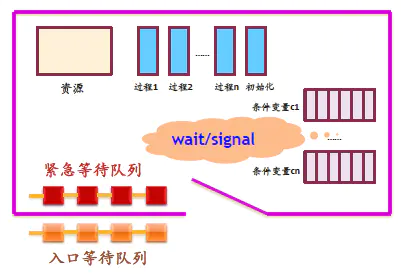 资源
过程1 过程2 ...... 过程n 初始化
条件变量c1
......
条件变量cn
wait/signal
紧急等待队列
入口等待队列